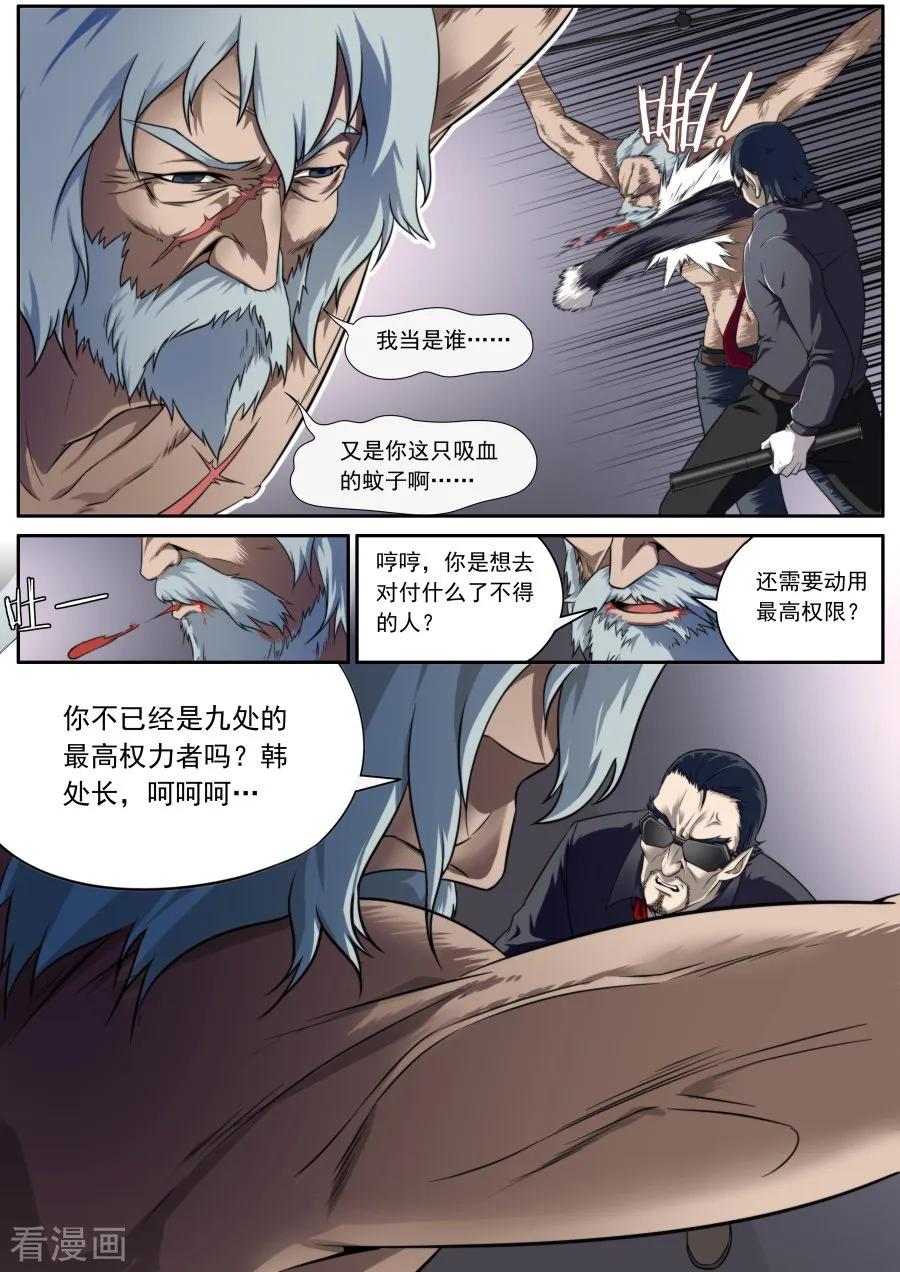 啪！
我当是谁……
又是你这只吸血
的蚊子啊……
吐一
哼哼，你是想去
对付什么了不得
的人？
还需要动用
最高权限？
你不已经是九处的
最高权力者吗？韩
处长，呵呵呵…
看漫画